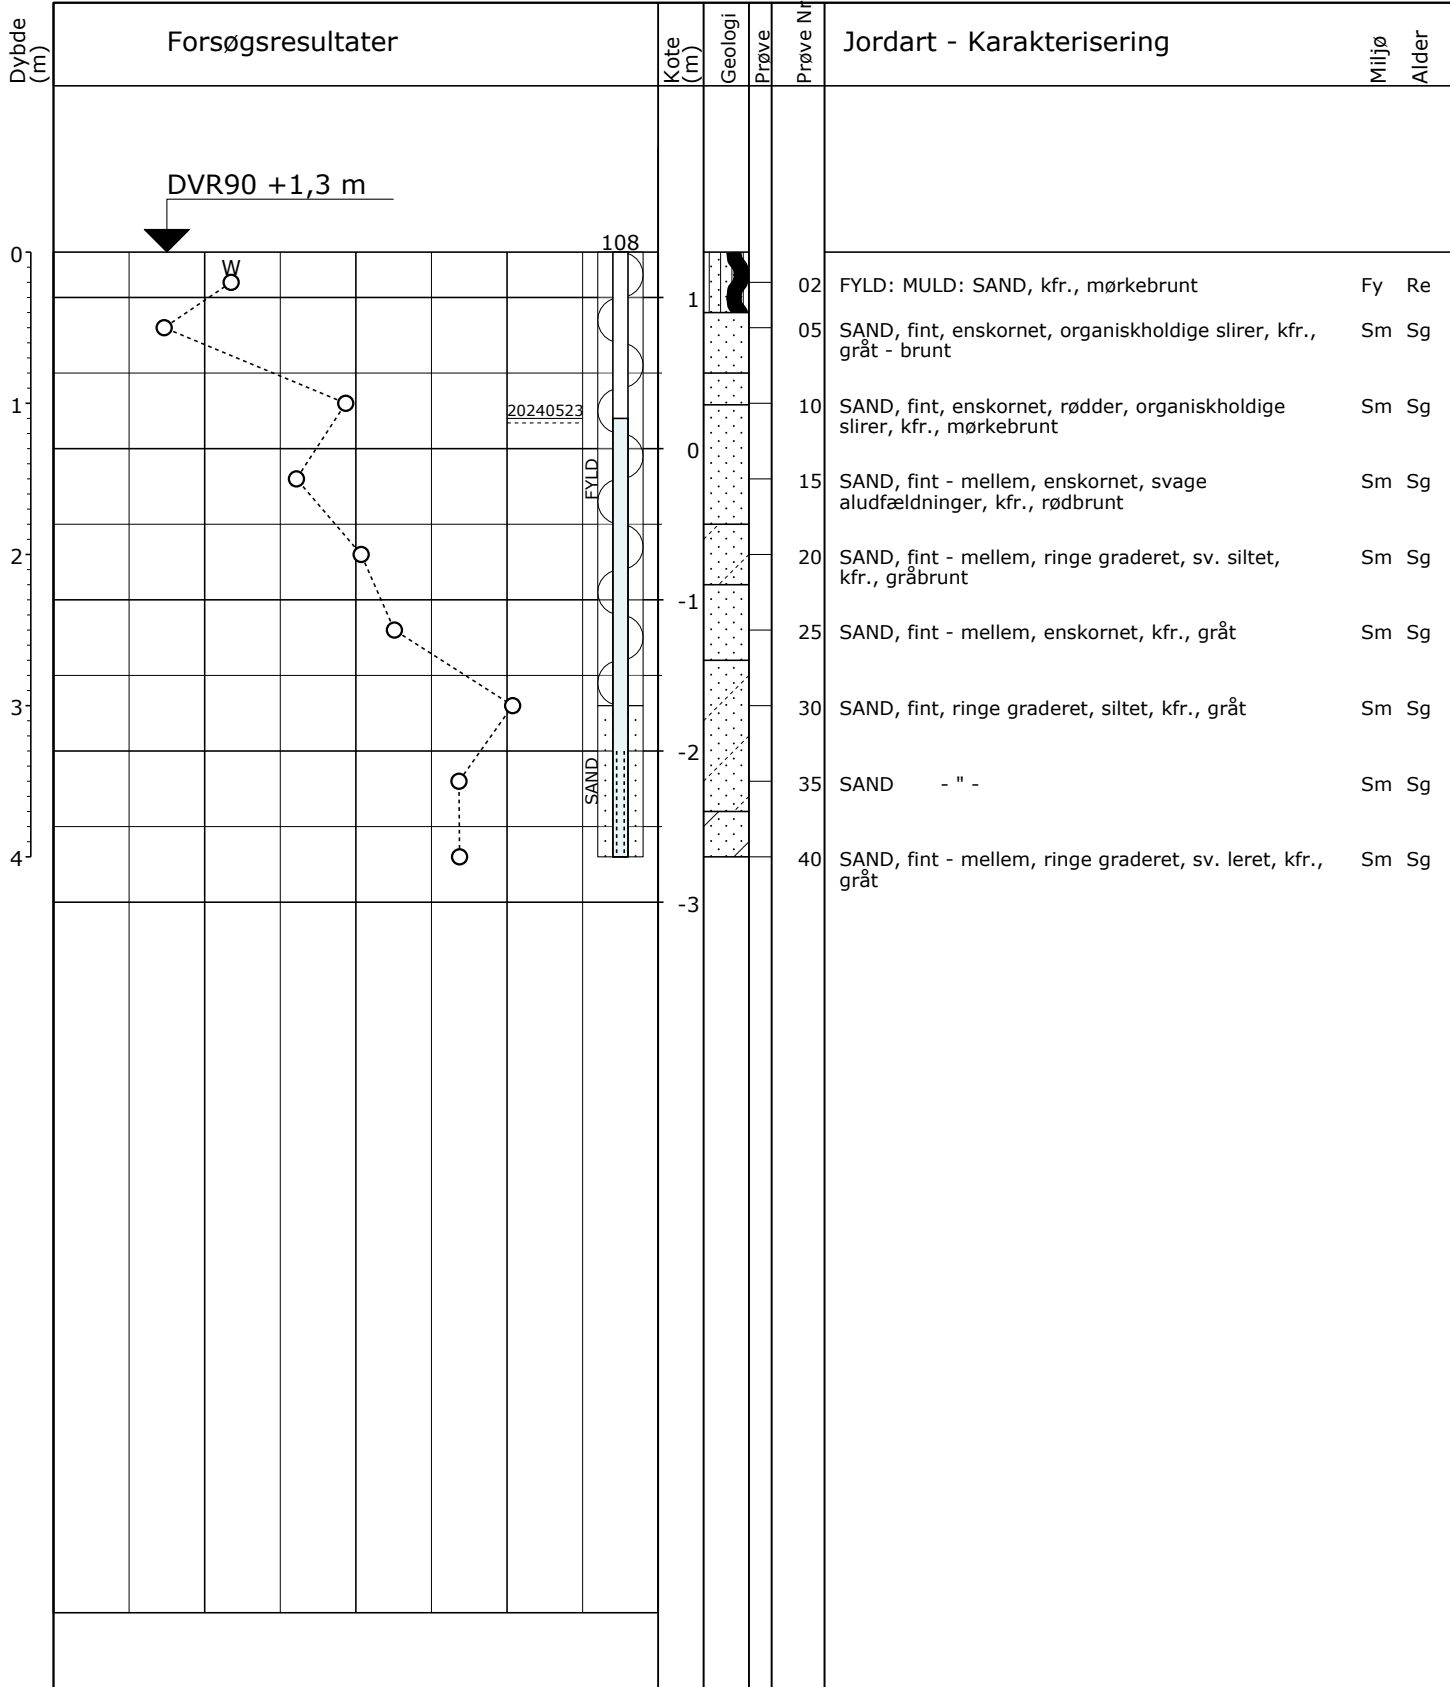 Dybde (m)
Forsøgsresultater
Kote (m)
Geologi
Prøve
Prøve Nr
Jordart - Karakterisering
Miljø
Alder
DVR90 +1,3 m
108
0
W
02 FYLD: MULD: SAND, kfr., mørkebrunt Fy Re
1
05 SAND, fint, enskornet, organiskholdige slirer, kfr., Sm Sg
gråt - brunt
1
20240523
10 SAND, fint, enskornet, rødder, organiskholdige Sm Sg
slirer, kfr., mørkebrunt
0
FYLD
15 SAND, fint - mellem, enskornet, svage Sm Sg
aludfældninger, kfr., rødbrunt
2
20 SAND, fint - mellem, ringe graderet, sv. siltet, Sm Sg
kfr., gråbrunt
-1
25 SAND, fint - mellem, enskornet, kfr., gråt Sm Sg
3
30 SAND, fint, ringe graderet, siltet, kfr., gråt Sm Sg
-2
SAND
35 SAND - " - Sm Sg
4
40 SAND, fint - mellem, ringe graderet, sv. leret, kfr., Sm Sg
gråt
-3